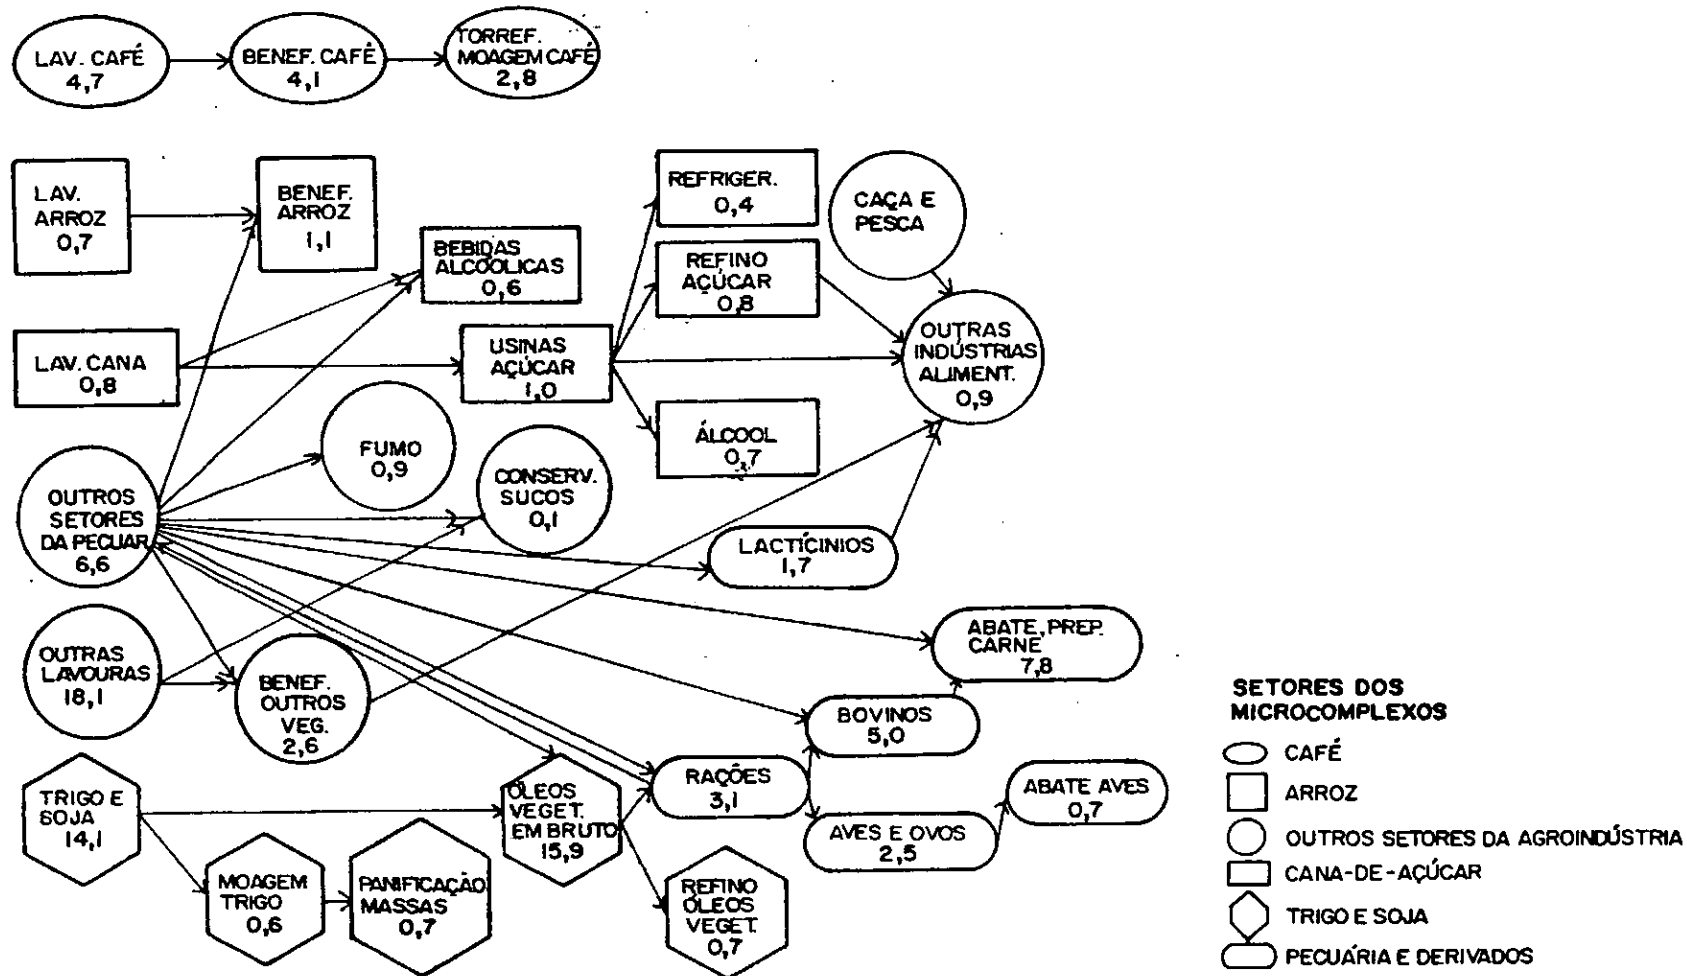 LAV. CAFÉ
4,7
BENEF. CAFÉ
4,1
TORREF.
MOAGEM CAFÉ
2,8
LAV.
ARROZ
0,7
BENEF.
ARROZ
1,1
BEBIDAS
ALCOÓLICAS
0,6
REFRIGER.
0,4
CAÇA E
PESCA
REFINO
AÇÚCAR
0,8
LAV. CANA
0,8
USINAS
AÇÚCAR
1,0
OUTRAS
INDÚSTRIAS
ALIMENT.
0,9
FUMO
0,9
ÁLCOOL
0,7
CONSERV.
SUCOS
0,1
OUTROS
SETORES
DA PECUAR.
6,6
LACTÍCINIOS
1,7
OUTRAS
LAVOURAS
18,1
BENEF.
OUTROS
VEG.
2,6
ABATE, PREP.
CARNE
7,8
BOVINOS
5,0
TRIGO E
SOJA
14,1
ÓLEOS
VEGET.
EM BRUTO
15,9
RAÇÕES
3,1
ABATE AVES
0,7
AVES E OVOS
2,5
MOAGEM
TRIGO
0,6
PANIFICAÇÃO
MASSAS
0,7
REFINO
ÓLEOS
VEGET.
0,7
SETORES DOS
MICROCOMPLEXOS
CAFÉ
ARROZ
OUTROS SETORES DA AGROINDÚSTRIA
CANA-DE-AÇÚCAR
TRIGO E SOJA
PECUÁRIA E DERIVADOS